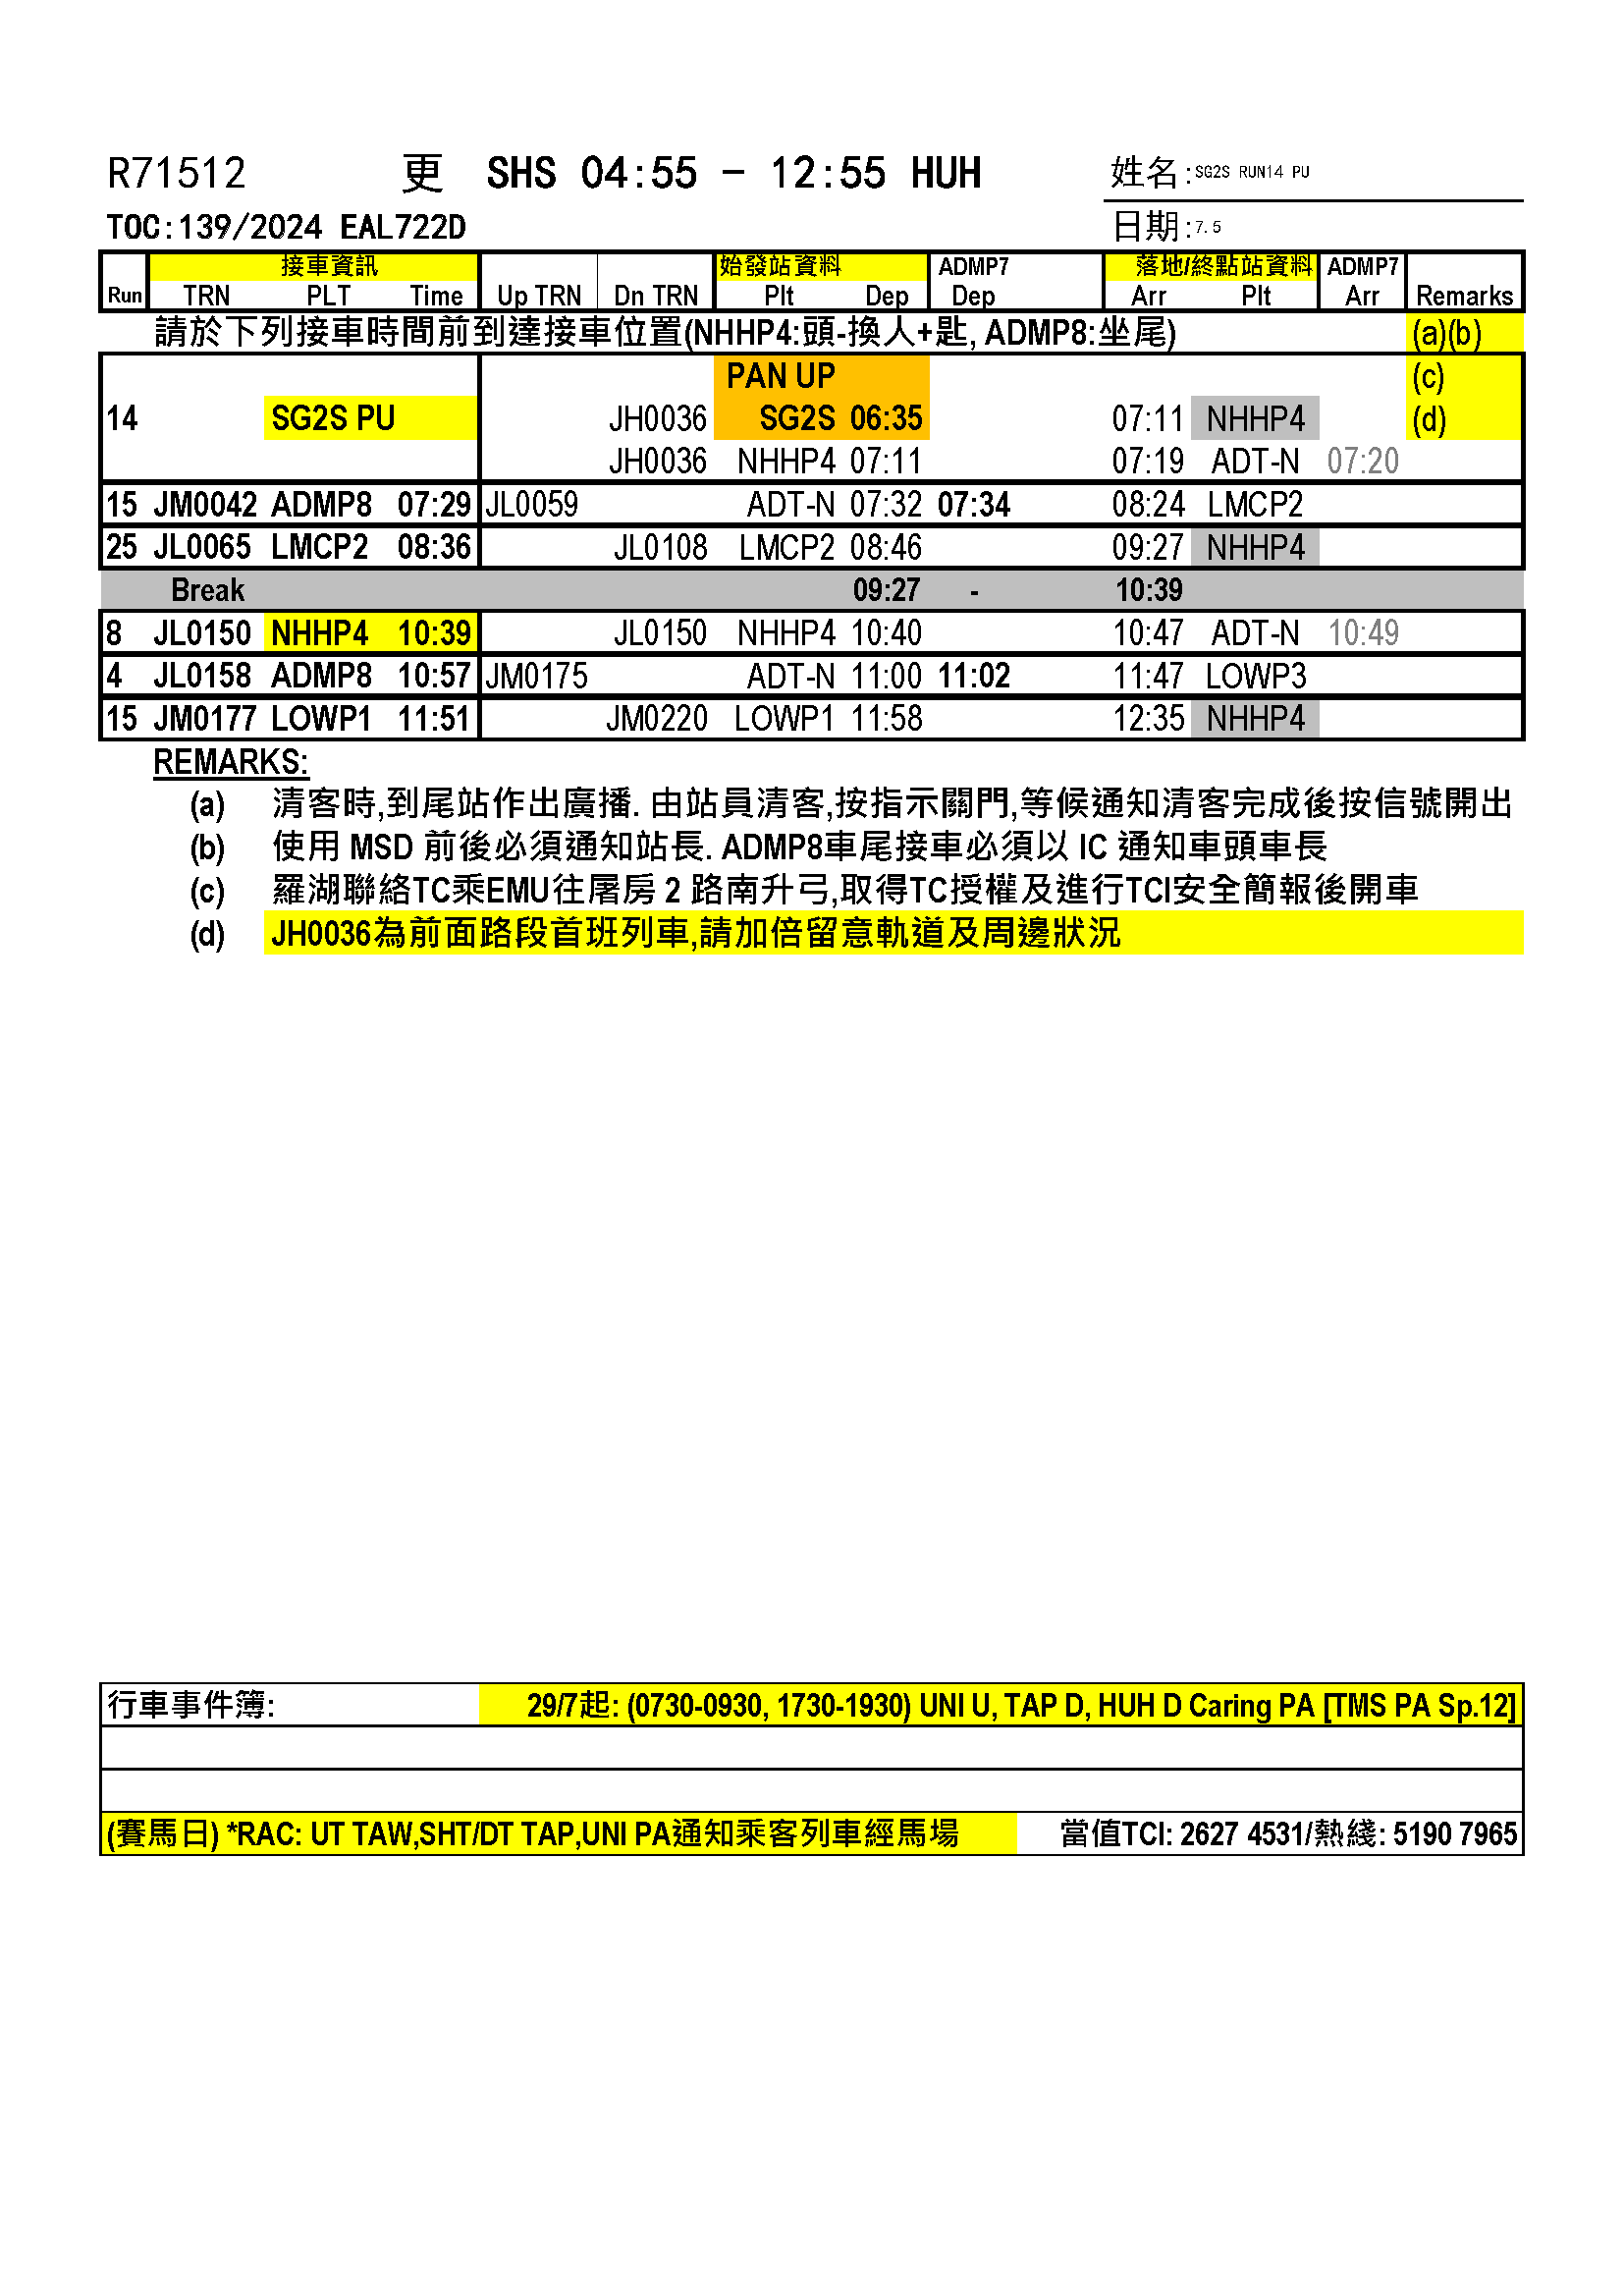 R71512 更 SHS 04:55 - 12:55 HUH 姓名:SG2S RUN14 PU
TOC:139/2024 EAL722D 日期:7.5
接車資訊 始發站資料 ADMP7 落地/終點站資料 ADMP7
Run TRN PLT Time Up TRN Dn TRN Plt Dep Dep Arr Plt Arr Remarks
請於下列接車時間前到達接車位置(NHHP4:頭-換人+匙, ADMP8:坐尾) (a)(b)
PAN UP (c)
14 SG2S PU JH0036 SG2S 06:35 07:11 NHHP4 (d)
JH0036 NHHP4 07:11 07:19 ADT-N 07:20
15 JM0042 ADMP8 07:29 JL0059 ADT-N 07:32 07:34 08:24 LMCP2
25 JL0065 LMCP2 08:36 JL0108 LMCP2 08:46 09:27 NHHP4
Break 09:27 - 10:39
8 JL0150 NHHP4 10:39 JL0150 NHHP4 10:40 10:47 ADT-N 10:49
4 JL0158 ADMP8 10:57 JM0175 ADT-N 11:00 11:02 11:47 LOWP3
15 JM0177 LOWP1 11:51 JM0220 LOWP1 11:58 12:35 NHHP4
REMARKS:
(a) 清客時,到尾站作出廣播. 由站員清客,按指示關門,等候通知清客完成後按信號開出
(b) 使用 MSD 前後必須通知站長. ADMP8車尾接車必須以 IC 通知車頭車長
(c) 羅湖聯絡TC乘EMU往屠房 2 路南升弓,取得TC授權及進行TCI安全簡報後開車
(d) JH0036為前面路段首班列車,請加倍留意軌道及周邊狀況
行車事件簿: 29/7起: (0730-0930, 1730-1930) UNI U, TAP D, HUH D Caring PA [TMS PA Sp.12]
(賽馬日) *RAC: UT TAW,SHT/DT TAP,UNI PA通知乘客列車經馬場 當值TCI: 2627 4531/熱綫: 5190 7965